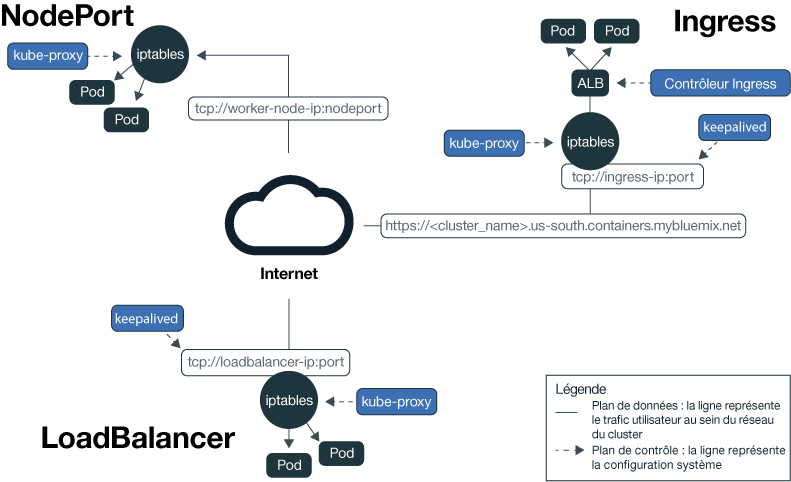 NodePort
kube-proxy
iptables
Pod
Pod
tcp://worker-node-ip:nodeport
Ingress
Pod
Pod
ALB
Contrôleur Ingress
kube-proxy
iptables
keepalived
tcp://ingress-ip:port
https://<cluster_name>.us-south.containers.mybluemix.net
Internet
keepalived
tcp://loadbalancer-ip:port
iptables
kube-proxy
LoadBalancer
Pod
Pod
Légende
Plan de données : la ligne représente
le trafic utilisateur au sein du réseau
du cluster
Plan de contrôle : la ligne représente
la configuration système